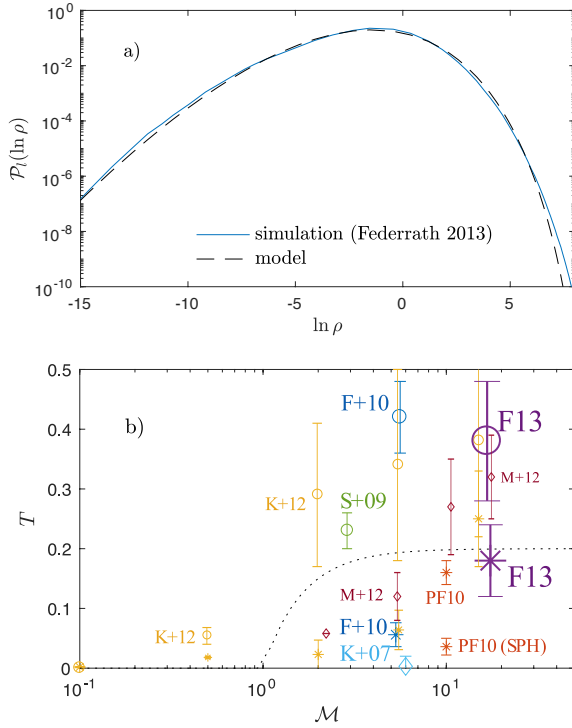 10^0
a)
10^-2
10^-4
P_l(ln ρ)
10^-6
10^-8
simulation (Federrath 2013)
model
10^-10
-15 -10 -5 0 5
ln ρ
0.5
b) F+10 F13
0.4
K+12 S+09 M+12
0.3
T
0.2
M+12 PF10 F13
0.1
K+12 F+10 PF10 (SPH)
K+07
0
10^-1 10^0 10^1
M